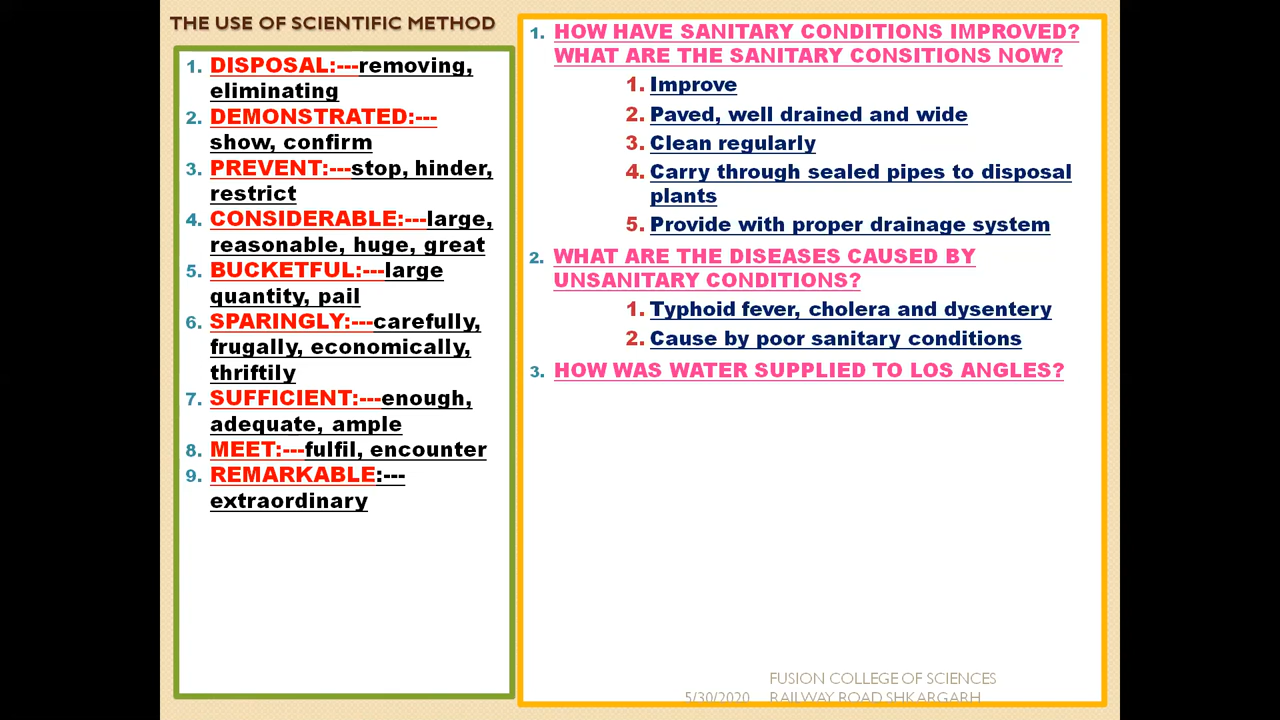 THE USE OF SCIENTIFIC METHOD
1. DISPOSAL:---removing,
eliminating
2. DEMONSTRATED:---
show, confirm
3. PREVENT:---stop, hinder,
restrict
4. CONSIDERABLE:---large,
reasonable, huge, great
5. BUCKETFUL:---large
quantity, pail
6. SPARINGLY:---carefully,
frugally, economically,
thriftily
7. SUFFICIENT:---enough,
adequate, ample
8. MEET:---fulfil, encounter
9. REMARKABLE:---
extraordinary
1. HOW HAVE SANITARY CONDITIONS IMPROVED?
WHAT ARE THE SANITARY CONSITIONS NOW?
1. Improve
2. Paved, well drained and wide
3. Clean regularly
4. Carry through sealed pipes to disposal
plants
5. Provide with proper drainage system
2. WHAT ARE THE DISEASES CAUSED BY
UNSANITARY CONDITIONS?
1. Typhoid fever, cholera and dysentery
2. Cause by poor sanitary conditions
3. HOW WAS WATER SUPPLIED TO LOS ANGLES?
FUSION COLLEGE OF SCIENCES
5/30/2020 RAILWAY ROAD SHKARGARH